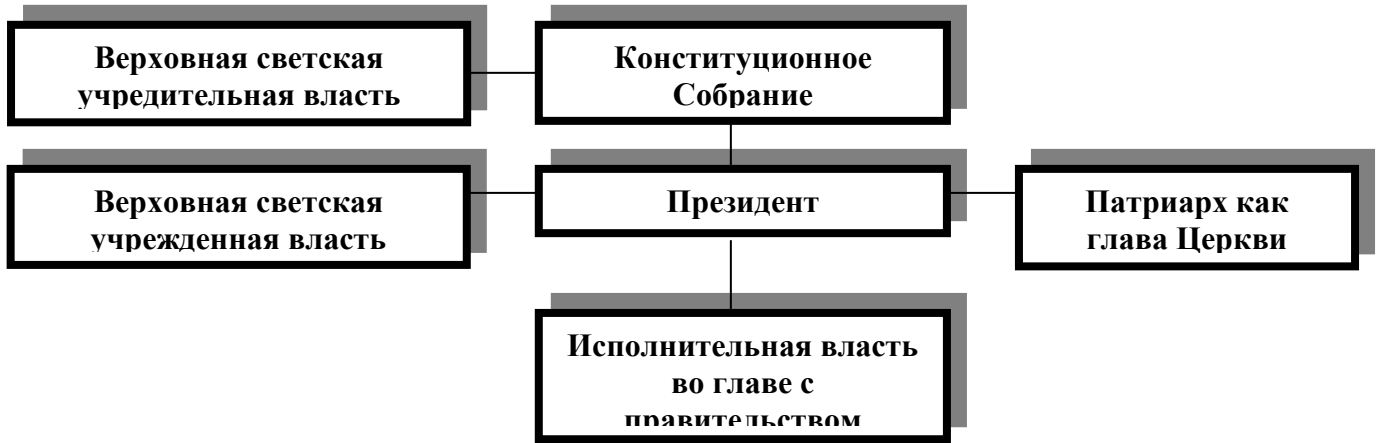 Верховная светская
учредительная власть
Конституционное
Собрание
Верховная светская
учрежденная власть
Президент
Патриарх как
глава Церкви
Исполнительная власть
во главе с
правительством